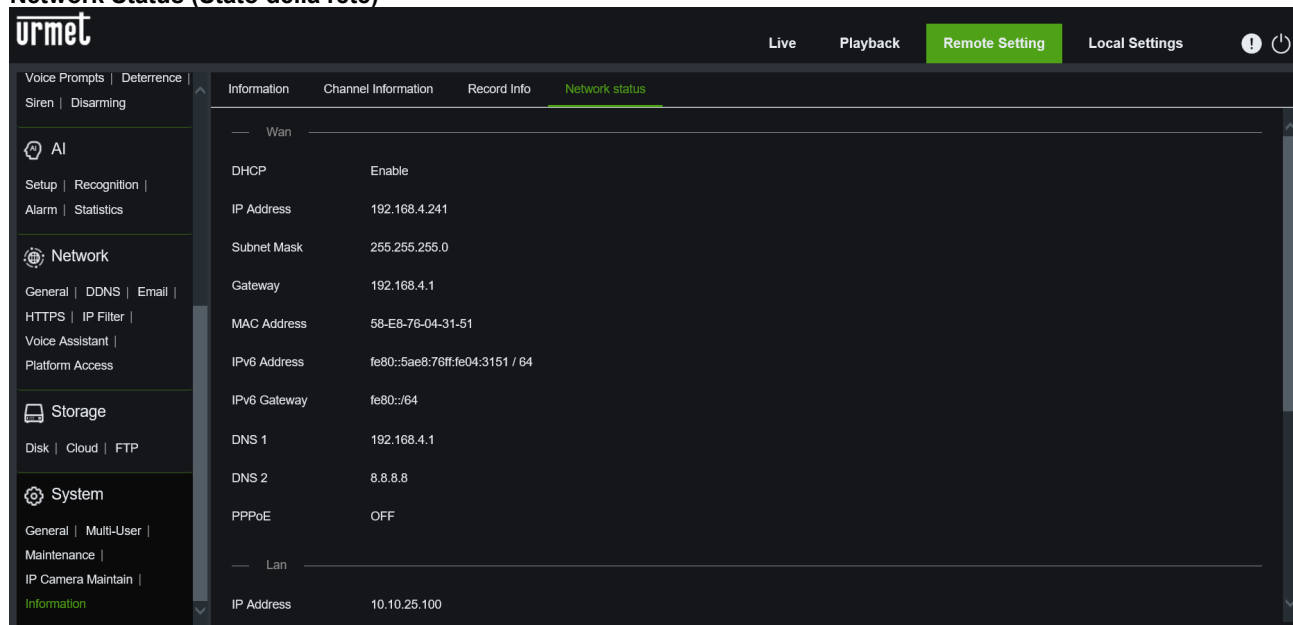 Network Status (Stato della rete)
urmet
Live Playback Remote Setting Local Settings
Voice Prompts | Deterrence |
Siren | Disarming
AI
Setup | Recognition |
Alarm | Statistics
Network
General | DDNS | Email |
HTTPS | IP Filter |
Voice Assistant |
Platform Access
Storage
Disk | Cloud | FTP
System
General | Multi-User |
Maintenance |
IP Camera Maintain |
Information
Information Channel Information Record Info Network status
Wan
DHCP Enable
IP Address 192.168.4.241
Subnet Mask 255.255.255.0
Gateway 192.168.4.1
MAC Address 58-E8-76-04-31-51
IPv6 Address fe80::5ae8:76ff:fe04:3151 / 64
IPv6 Gateway fe80::/64
DNS 1 192.168.4.1
DNS 2 8.8.8.8
PPPoE OFF
Lan
IP Address 10.10.25.100